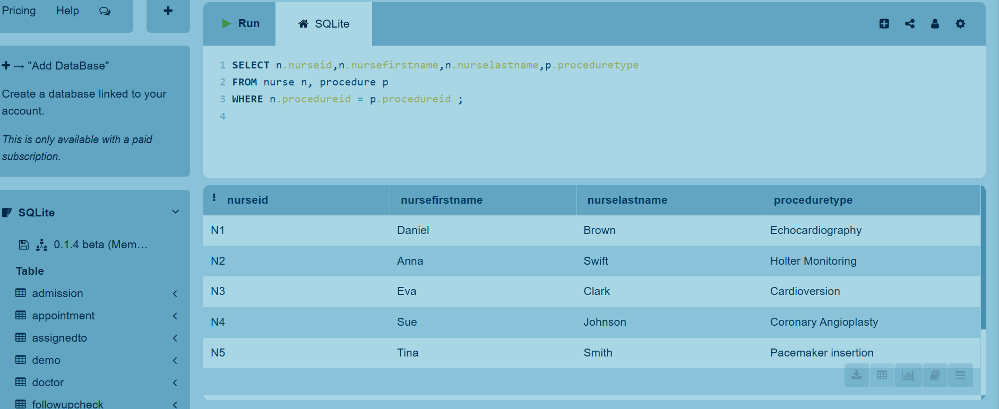 Pricing Help
"Add DataBase"
Create a database linked to your
account.
This is only available with a paid
subscription.
SQLite
0.1.4 beta (Mem…
Table
admission
appointment
assignedto
demo
doctor
followupcheck
Run SQLite
1 SELECT n.nurseid,n.nursefirstname,n.nurselastname,p.proceduretype
2 FROM nurse n, procedure p
3 WHERE n.procedureid = p.procedureid ;
4
nurseid nursefirstname nurselastname proceduretype
N1 Daniel Brown Echocardiography
N2 Anna Swift Holter Monitoring
N3 Eva Clark Cardioversion
N4 Sue Johnson Coronary Angioplasty
N5 Tina Smith Pacemaker insertion